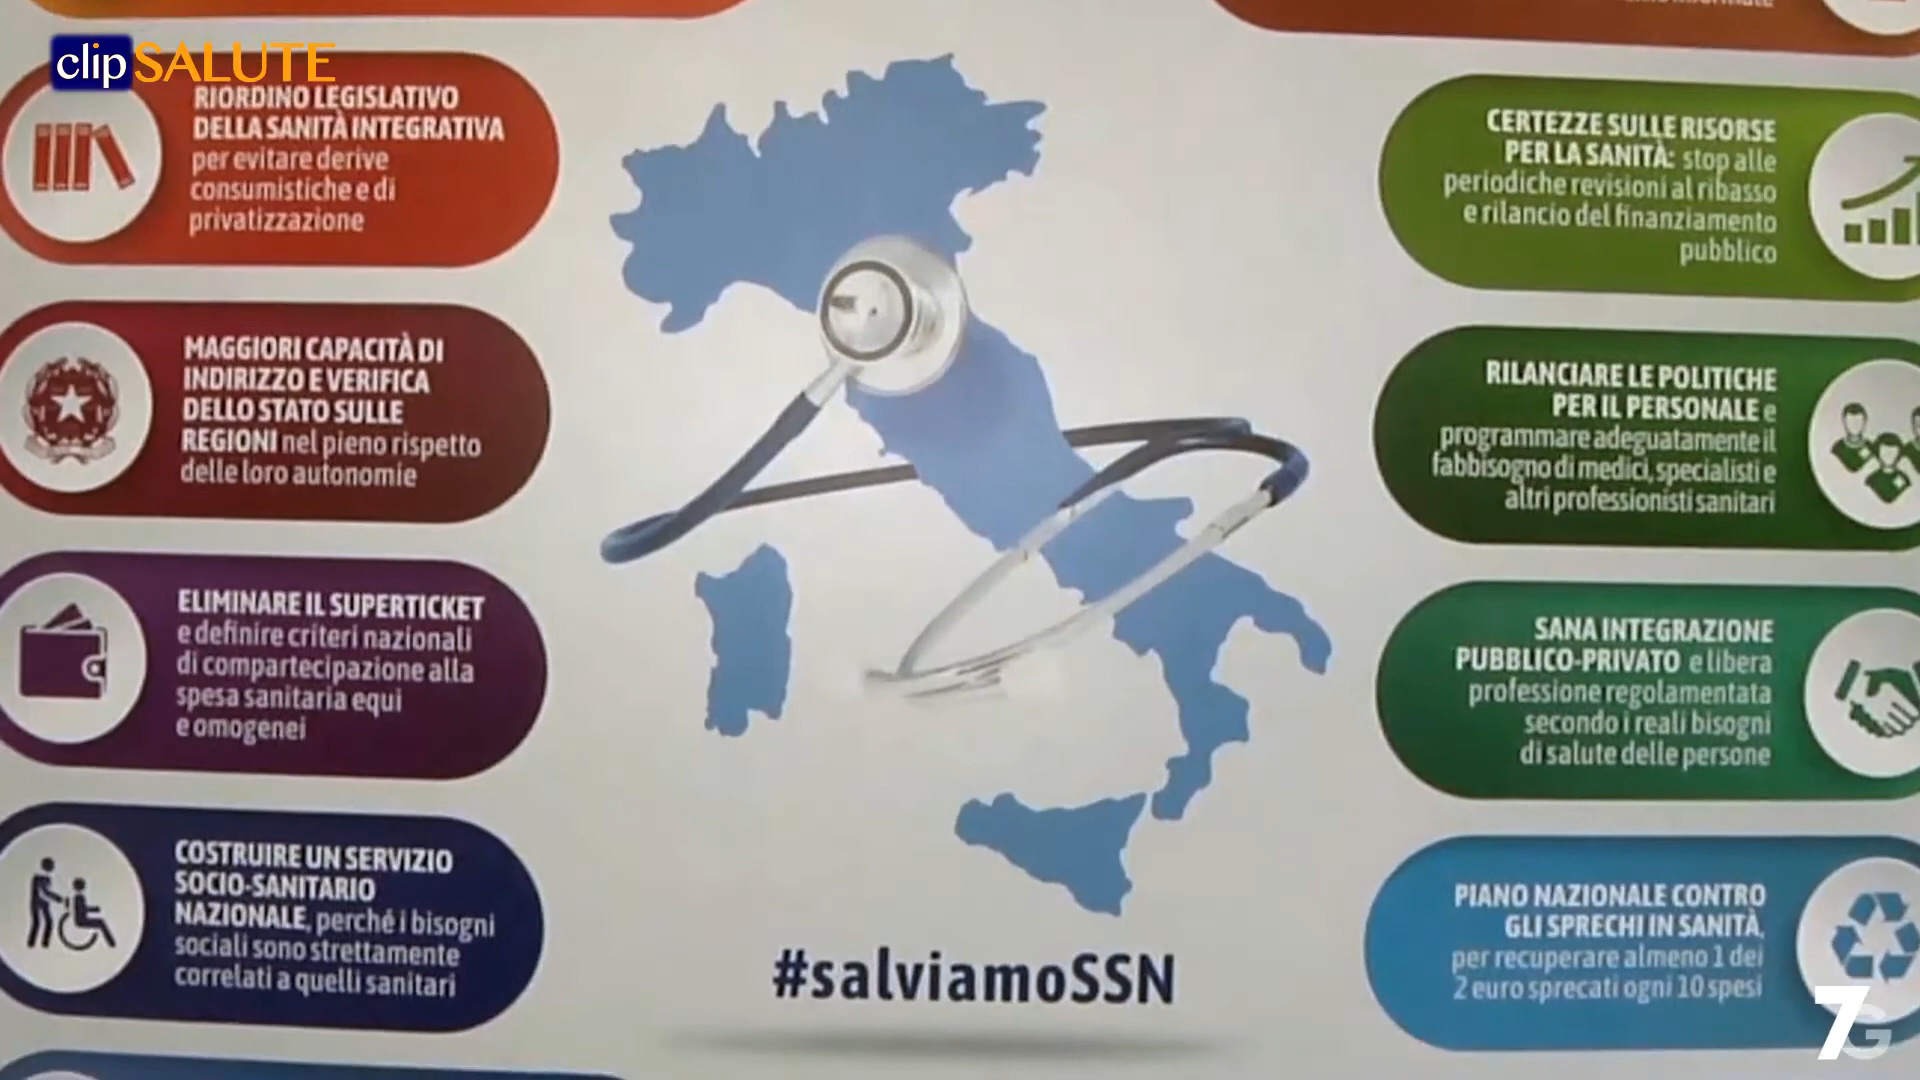 clip SALUTE
RIORDINO LEGISLATIVO
DELLA SANITÀ INTEGRATIVA
per evitare derive
consumistiche e di
privatizzazione
MAGGIORI CAPACITÀ DI
INDIRIZZO E VERIFICA
DELLO STATO SULLE
REGIONI nel pieno rispetto
delle loro autonomie
ELIMINARE IL SUPERTICKET
e definire criteri nazionali
di compartecipazione alla
spesa sanitaria equi
e omogenei
COSTRUIRE UN SERVIZIO
SOCIO-SANITARIO
NAZIONALE, perché i bisogni
sociali sono strettamente
correlati a quelli sanitari
#salviamoSSN
CERTEZZE SULLE RISORSE
PER LA SANITÀ: stop alle
periodiche revisioni al ribasso
e rilancio del finanziamento
pubblico
RILANCIARE LE POLITICHE
PER IL PERSONALE e
programmare adeguatamente il
fabbisogno di medici, specialisti e
altri professionisti sanitari
SANA INTEGRAZIONE
PUBBLICO-PRIVATO e libera
professione regolamentata
secondo i reali bisogni
di salute delle persone
PIANO NAZIONALE CONTRO
GLI SPRECHI IN SANITÀ,
per recuperare almeno 1 dei
2 euro sprecati ogni 10 spesi
7G